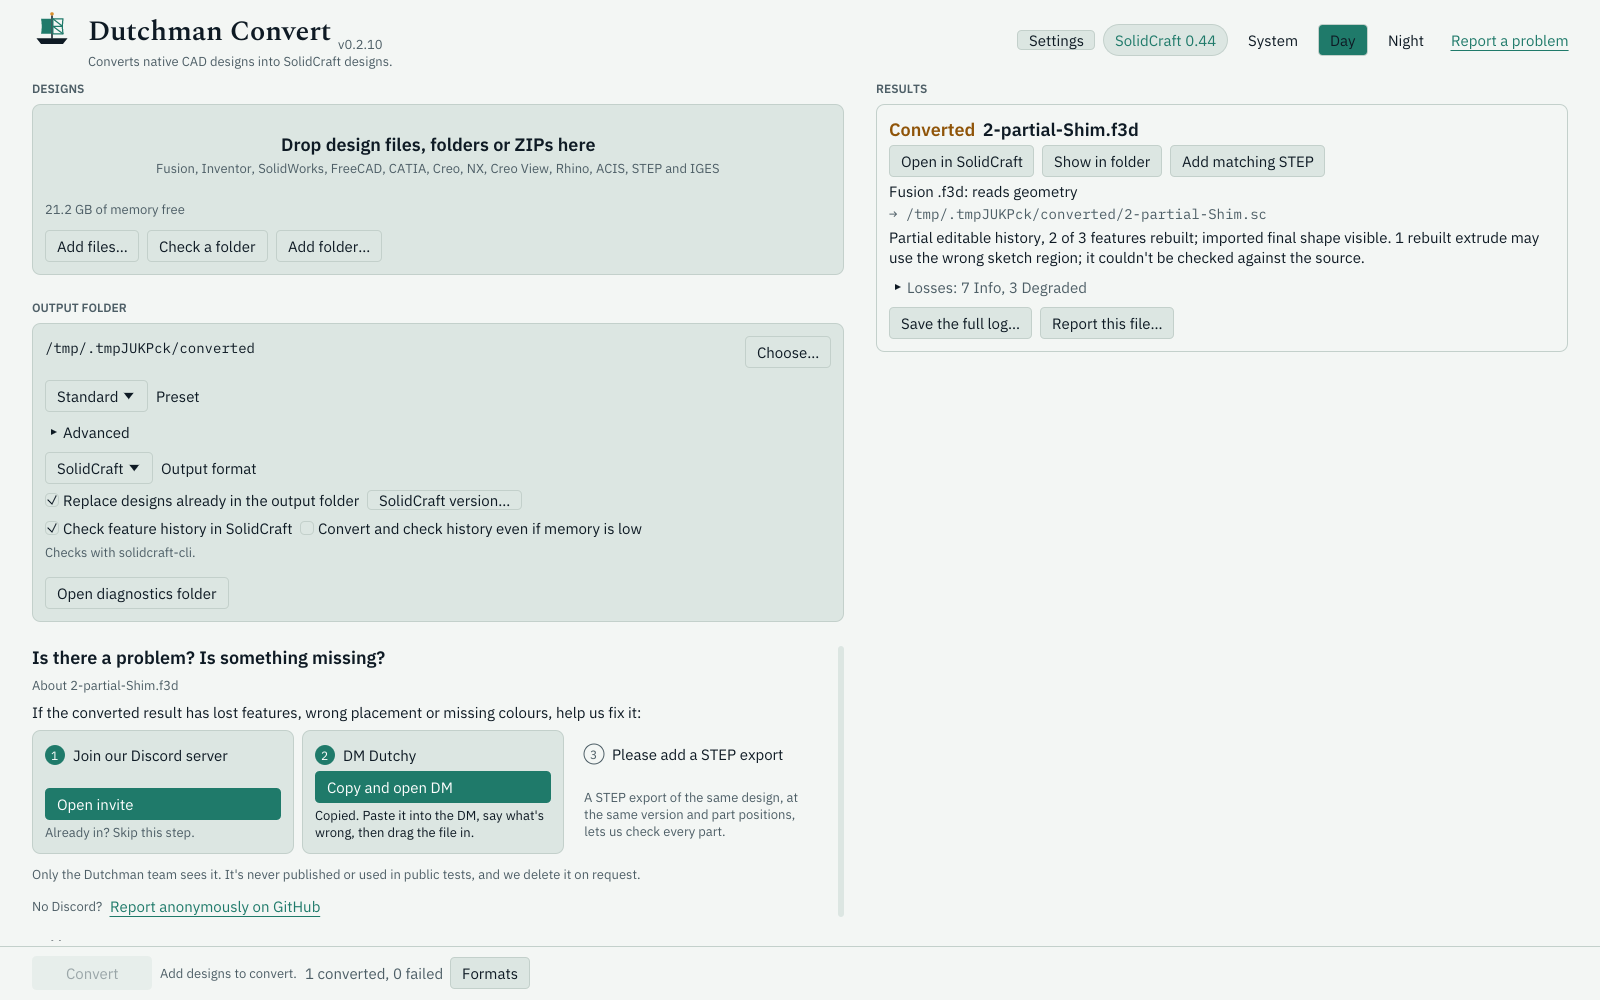 Dutchman Convert v0.2.10
Converts native CAD designs into SolidCraft designs.
Settings
SolidCraft 0.44
System
Day
Night
Report a problem
DESIGNS
Drop design files, folders or ZIPs here
Fusion, Inventor, SolidWorks, FreeCAD, CATIA, Creo, NX, Creo View, Rhino, ACIS, STEP and IGES
21.2 GB of memory free
Add files...
Check a folder
Add folder...
OUTPUT FOLDER
/tmp/.tmpJUKPck/converted
Choose...
Standard
Preset
Advanced
SolidCraft
Output format
Replace designs already in the output folder
SolidCraft version...
Check feature history in SolidCraft
Convert and check history even if memory is low
Checks with solidcraft-cli.
Open diagnostics folder
Is there a problem? Is something missing?
About 2-partial-Shim.f3d
If the converted result has lost features, wrong placement or missing colours, help us fix it:
1 Join our Discord server
Open invite
Already in? Skip this step.
2 DM Dutchy
Copy and open DM
Copied. Paste it into the DM, say what's
wrong, then drag the file in.
3 Please add a STEP export
A STEP export of the same design, at
the same version and part positions,
lets us check every part.
Only the Dutchman team sees it. It's never published or used in public tests, and we delete it on request.
No Discord? Report anonymously on GitHub
RESULTS
Converted 2-partial-Shim.f3d
Open in SolidCraft
Show in folder
Add matching STEP
Fusion .f3d: reads geometry
→ /tmp/.tmpJUKPck/converted/2-partial-Shim.sc
Partial editable history, 2 of 3 features rebuilt; imported final shape visible. 1 rebuilt extrude may
use the wrong sketch region; it couldn't be checked against the source.
Losses: 7 Info, 3 Degraded
Save the full log...
Report this file...
Convert
Add designs to convert.
1 converted, 0 failed
Formats